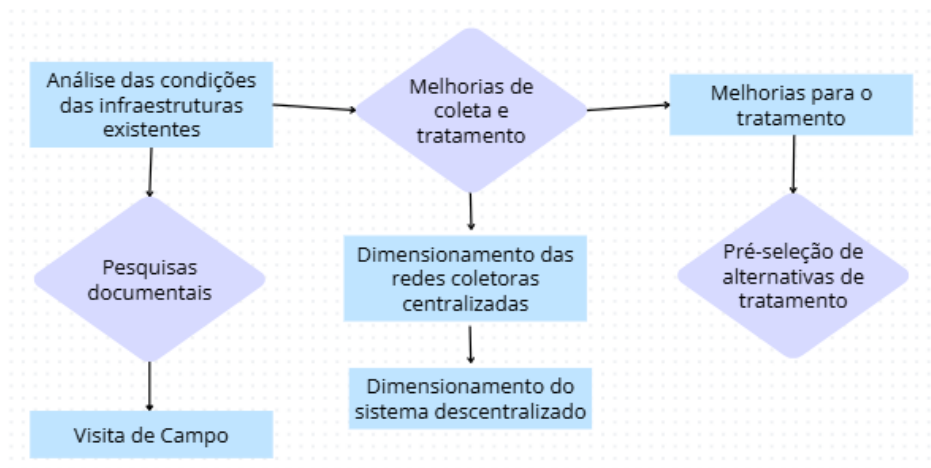 Análise das condições
das infraestruturas
existentes
Melhorias de
coleta e
tratamento
Melhorias para o
tratamento
Pesquisas
documentais
Dimensionamento das
redes coletoras
centralizadas
Pré-seleção de
alternativas de
tratamento
Dimensionamento do
sistema descentralizado
Visita de Campo